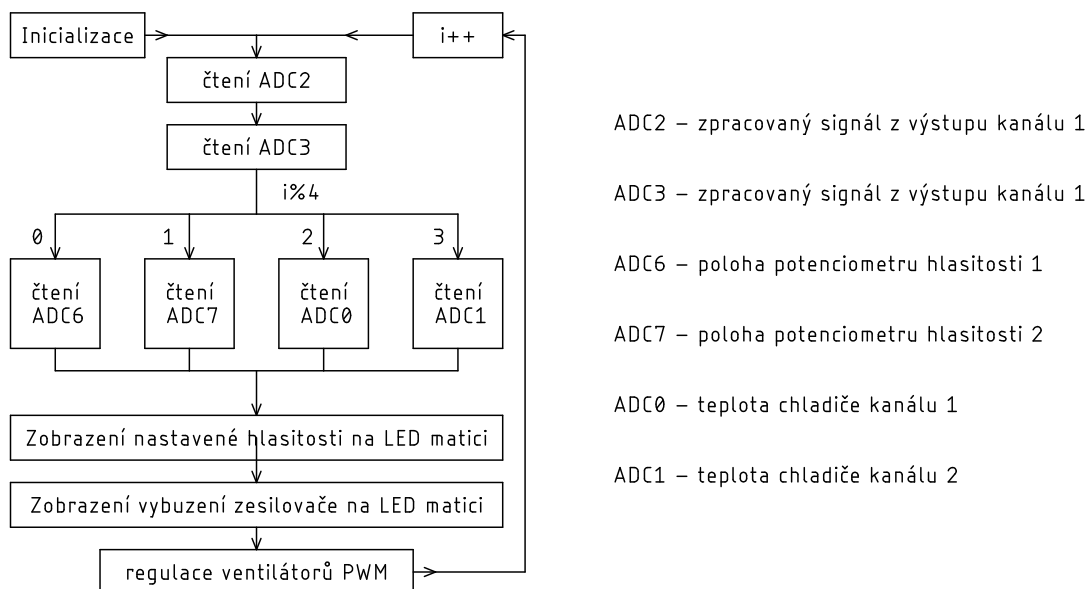 Inicializace
i++
čtení ADC2
čtení ADC3
i%4
0
1
2
3
čtení
ADC6
čtení
ADC7
čtení
ADC0
čtení
ADC1
Zobrazení nastavené hlasitosti na LED matici
Zobrazení vybuzení zesilovače na LED matici
regulace ventilátorů PWM
ADC2 – zpracovaný signál z výstupu kanálu 1
ADC3 – zpracovaný signál z výstupu kanálu 1
ADC6 – poloha potenciometru hlasitosti 1
ADC7 – poloha potenciometru hlasitosti 2
ADC0 – teplota chladiče kanálu 1
ADC1 – teplota chladiče kanálu 2